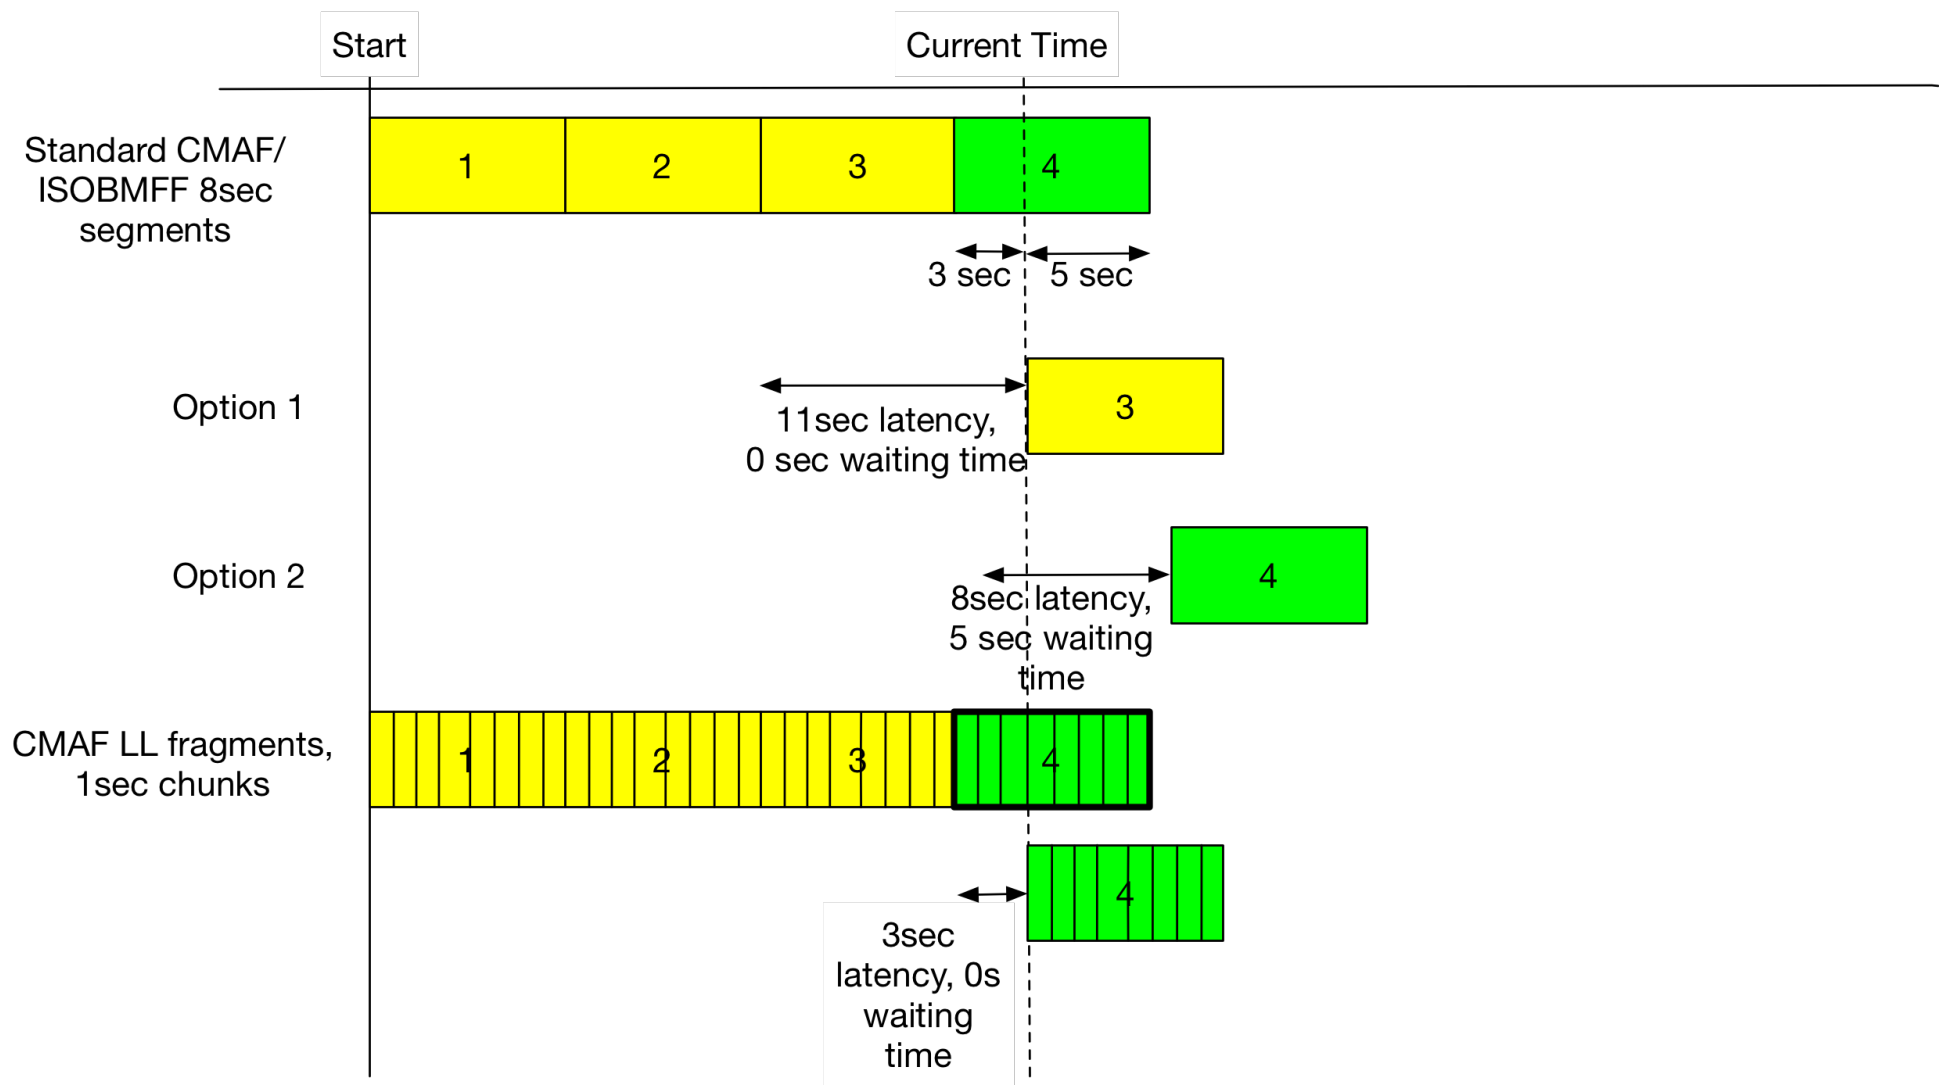 Start
Current Time
Standard CMAF/
ISOBMFF 8sec
segments
1
2
3
4
3 sec
5 sec
Option 1
11sec latency,
0 sec waiting time
3
Option 2
8sec latency,
5 sec waiting
time
4
CMAF LL fragments,
1sec chunks
1
2
3
4
4
3sec
latency, 0s
waiting
time